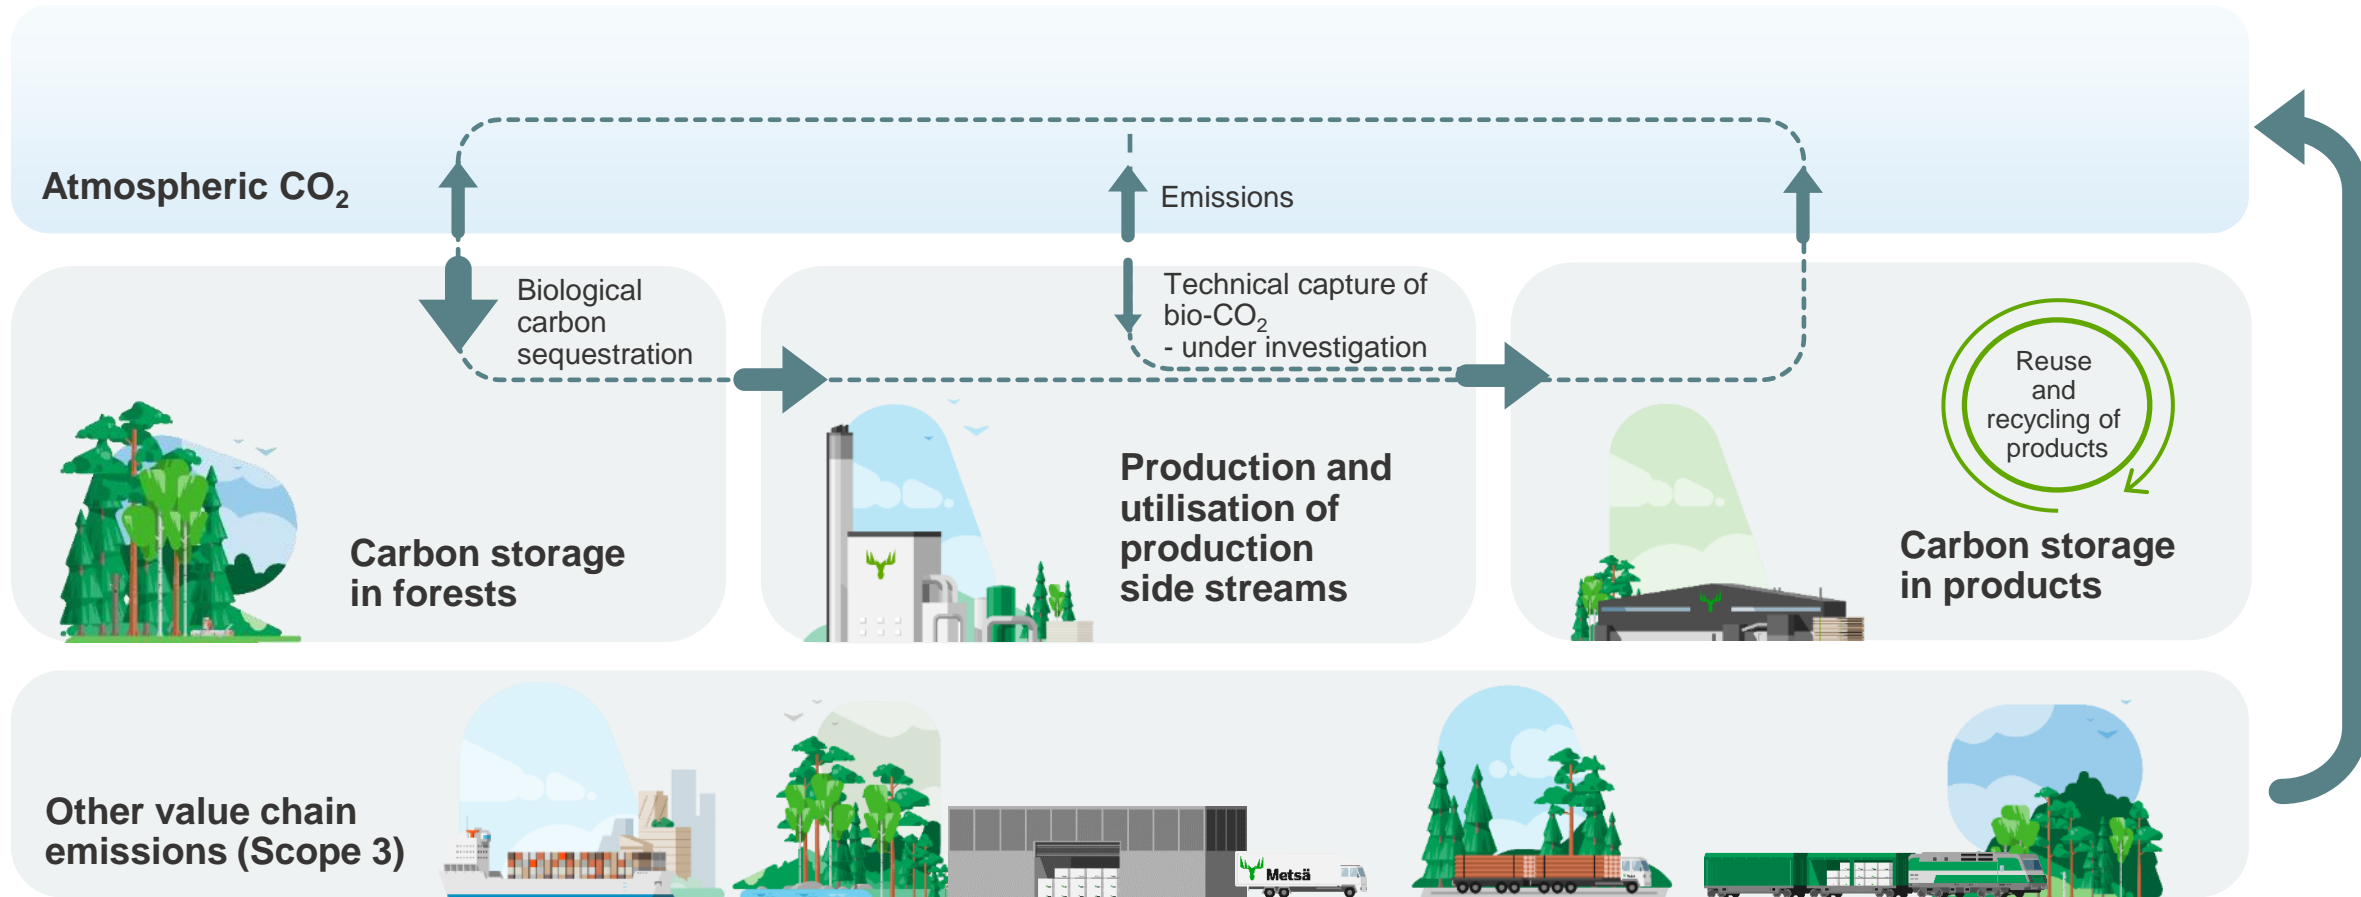 Atmospheric CO₂
Emissions
Biological
carbon
sequestration
Technical capture of
bio-CO₂
- under investigation
Reuse
and
recycling of
products
Carbon storage
in forests
Production and
utilisation of
production
side streams
Carbon storage
in products
Other value chain
emissions (Scope 3)
Metsä